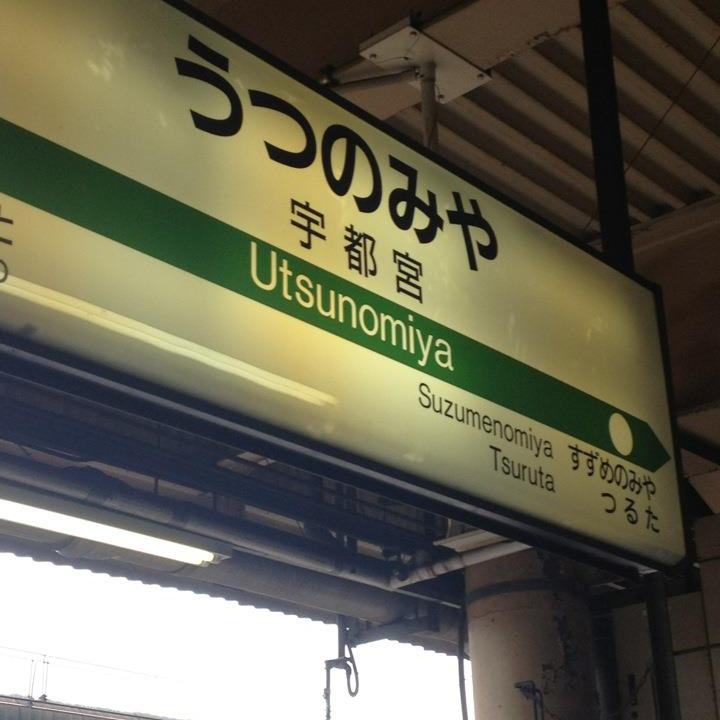 うつのみや
宇都宮
Utsunomiya
Suzumenomiya
すずめのみや
Tsuruta
つるた